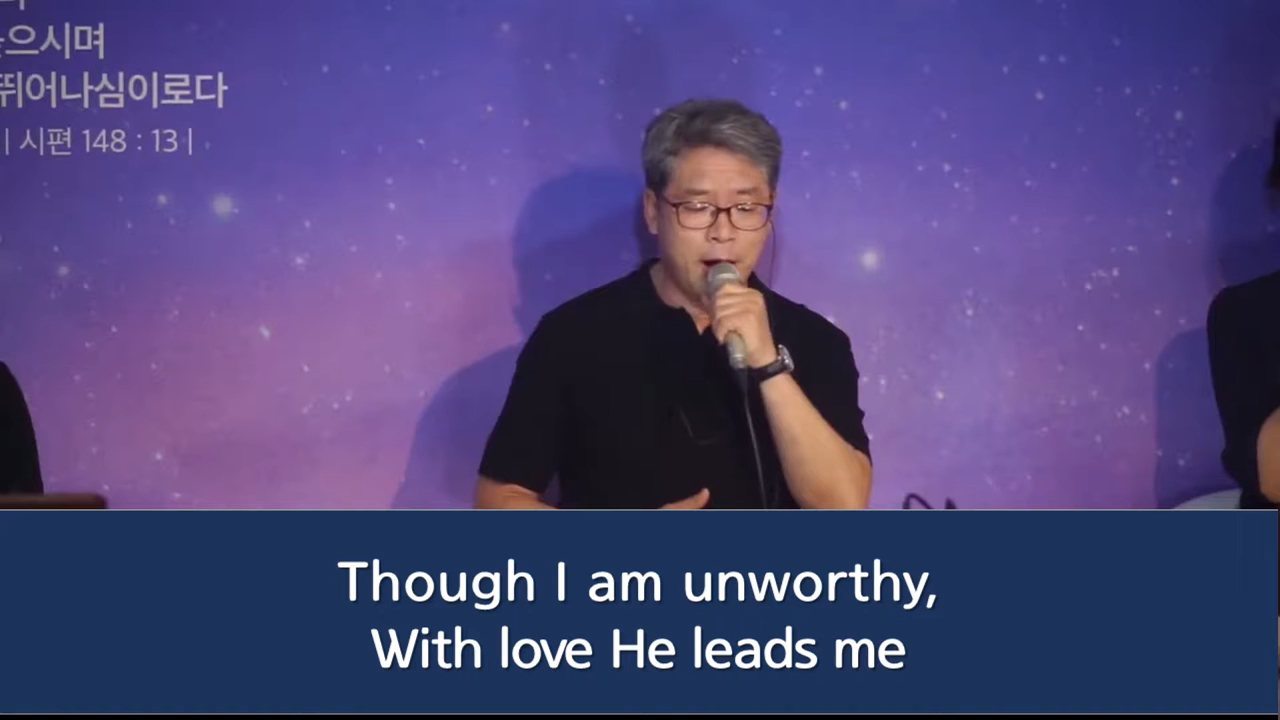 으시며
뛰어나심이로다
| 시편 148 : 13 |
Though I am unworthy,
With love He leads me